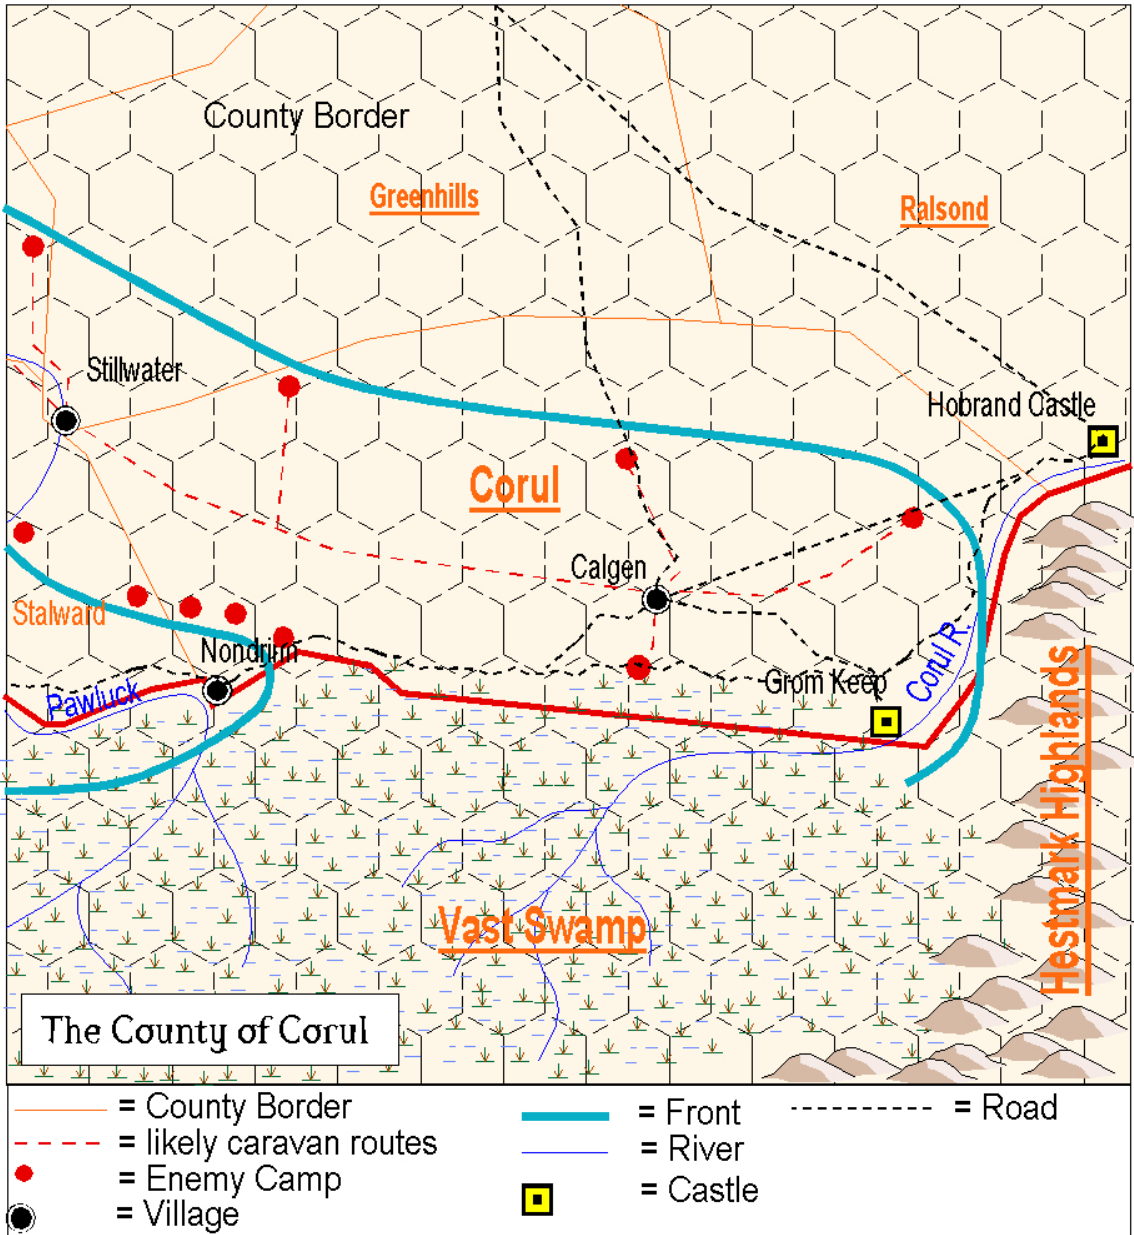 County Border
Greenhills
Ralsond
Stillwater
Hobrand Castle
Corul
Calgen
Stalward
Nondrim
Corul R.
Grom Keep
Pawluck
Hestmark Highlands
Vast Swamp
The County of Corul
= County Border
= Front
= Road
= likely caravan routes
= River
= Enemy Camp
= Castle
= Village